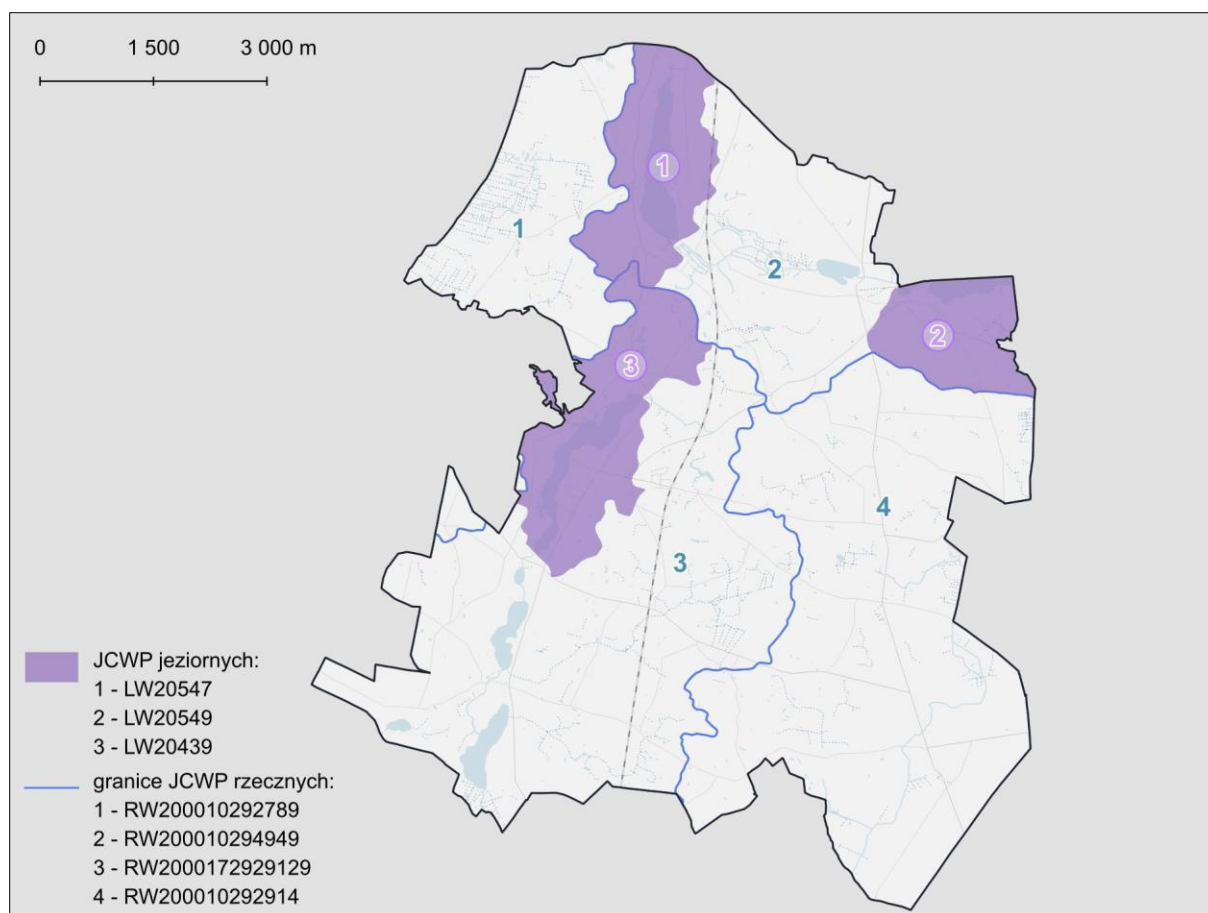 0 1 500 3 000 m
1
1
2
2
3
4
3
JCWP jeziornych:
1 - LW20547
2 - LW20549
3 - LW20439
granice JCWP rzecznych:
1 - RW200010292789
2 - RW200010294949
3 - RW2000172929129
4 - RW200010292914